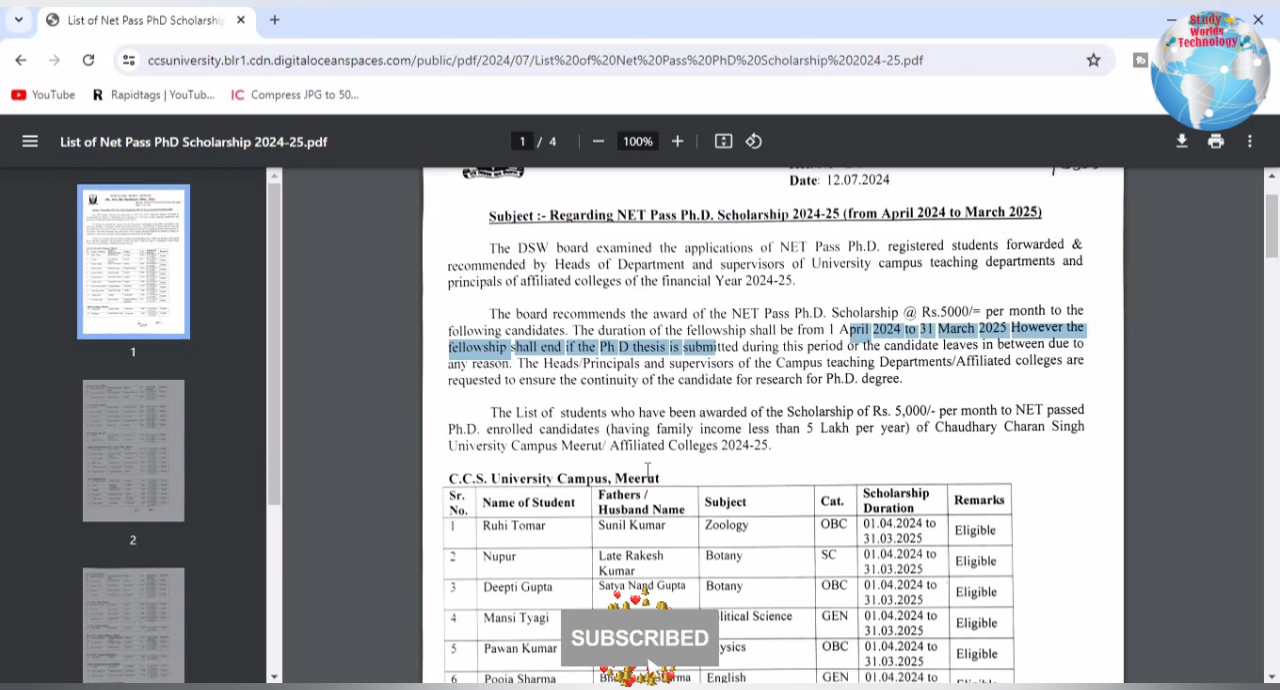 List of Net Pass PhD Scholarshi
ccsuniversity.blr1.cdn.digitaloceanspaces.com/public/pdf/2024/07/List%20of%20Net%20Pass%20PhD%20Scholarship%202024-25.pdf
YouTube
Rapidtags | YouTub...
IC Compress JPG to 50...
Study
Worlds
Technology
List of Net Pass PhD Scholarship 2024-25.pdf
1 / 4
100%
1
2
Date: 12.07.2024
Subject :- Regarding NET Pass Ph.D. Scholarship 2024-25 (from April 2024 to March 2025)
The DSW board examined the applications of NET Pass Ph.D. registered students forwarded &
recommended by Heads of Department and supervisors of University campus teaching departments and
principals of affiliated colleges of the financial Year 2024-25.
The board recommends the award of the NET Pass Ph.D. Scholarship @ Rs.5000/= per month to the
following candidates. The duration of the fellowship shall be from 1 April 2024 to 31 March 2025 However the
fellowship shall end if the Ph D thesis is submitted during this period or the candidate leaves in between due to
any reason. The Heads/Principals and supervisors of the Campus teaching Departments/Affiliated colleges are
requested to ensure the continuity of the candidate for research for Ph.D. degree.
The List of students who have been awarded of the Scholarship of Rs. 5,000/- per month to NET passed
Ph.D. enrolled candidates (having family income less than 5 Lakh per year) of Chaudhary Charan Singh
University Campus Meerut/ Affiliated Colleges 2024-25.
C.C.S. University Campus, Meerut
Sr. No. Name of Student Fathers / Husband Name Subject Cat. Scholarship Duration Remarks
1 Ruhi Tomar Sunil Kumar Zoology OBC 01.04.2024 to 31.03.2025 Eligible
2 Nupur Late Rakesh Kumar Botany SC 01.04.2024 to 31.03.2025 Eligible
3 Deepti Gupta Satya Nand Gupta Botany OBC 01.04.2024 to 31.03.2025 Eligible
4 Mansi Tyagi litical Science GEN 01.04.2024 to 31.03.2025 Eligible
5 Pawan Kumar ysics OBC 01.04.2024 to 31.03.2025 Eligible
6 Pooja Sharma English GEN 01.04.2024 to
SUBSCRIBED